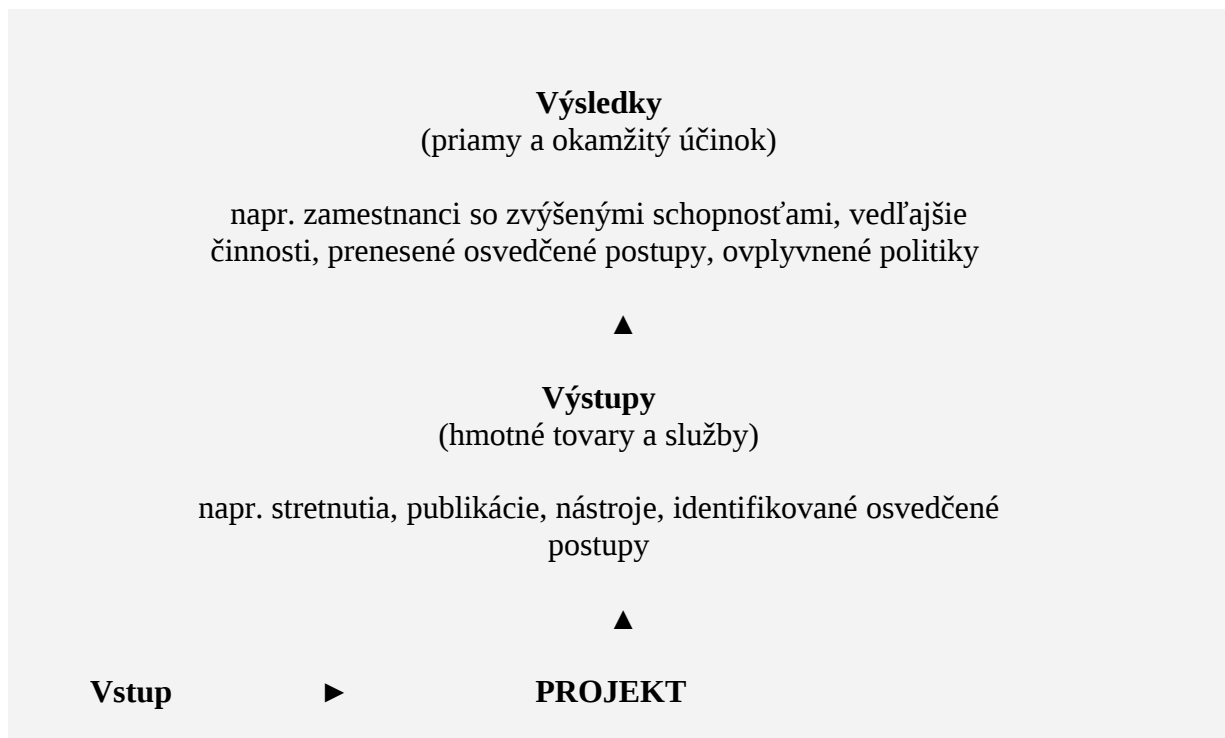 Výsledky
(priamy a okamžitý účinok)
napr. zamestnanci so zvýšenými schopnosťami, vedľajšie
činnosti, prenesené osvedčené postupy, ovplyvnené politiky
▲
Výstupy
(hmotné tovary a služby)
napr. stretnutia, publikácie, nástroje, identifikované osvedčené
postupy
▲
Vstup ► PROJEKT